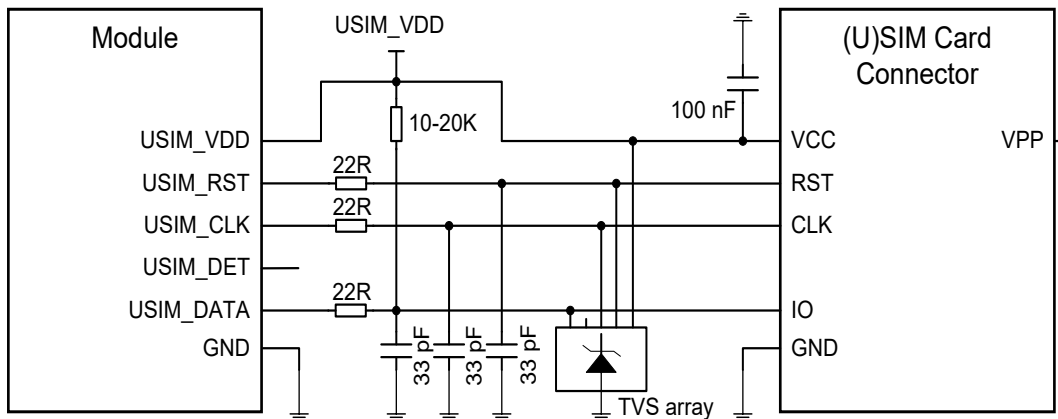 Module
USIM_VDD
USIM_RST
USIM_CLK
USIM_DET
USIM_DATA
GND
USIM_VDD
10-20K
22R
22R
22R
33 pF
33 pF
33 pF
TVS array
100 nF
(U)SIM Card
Connector
VCC
VPP
RST
CLK
IO
GND